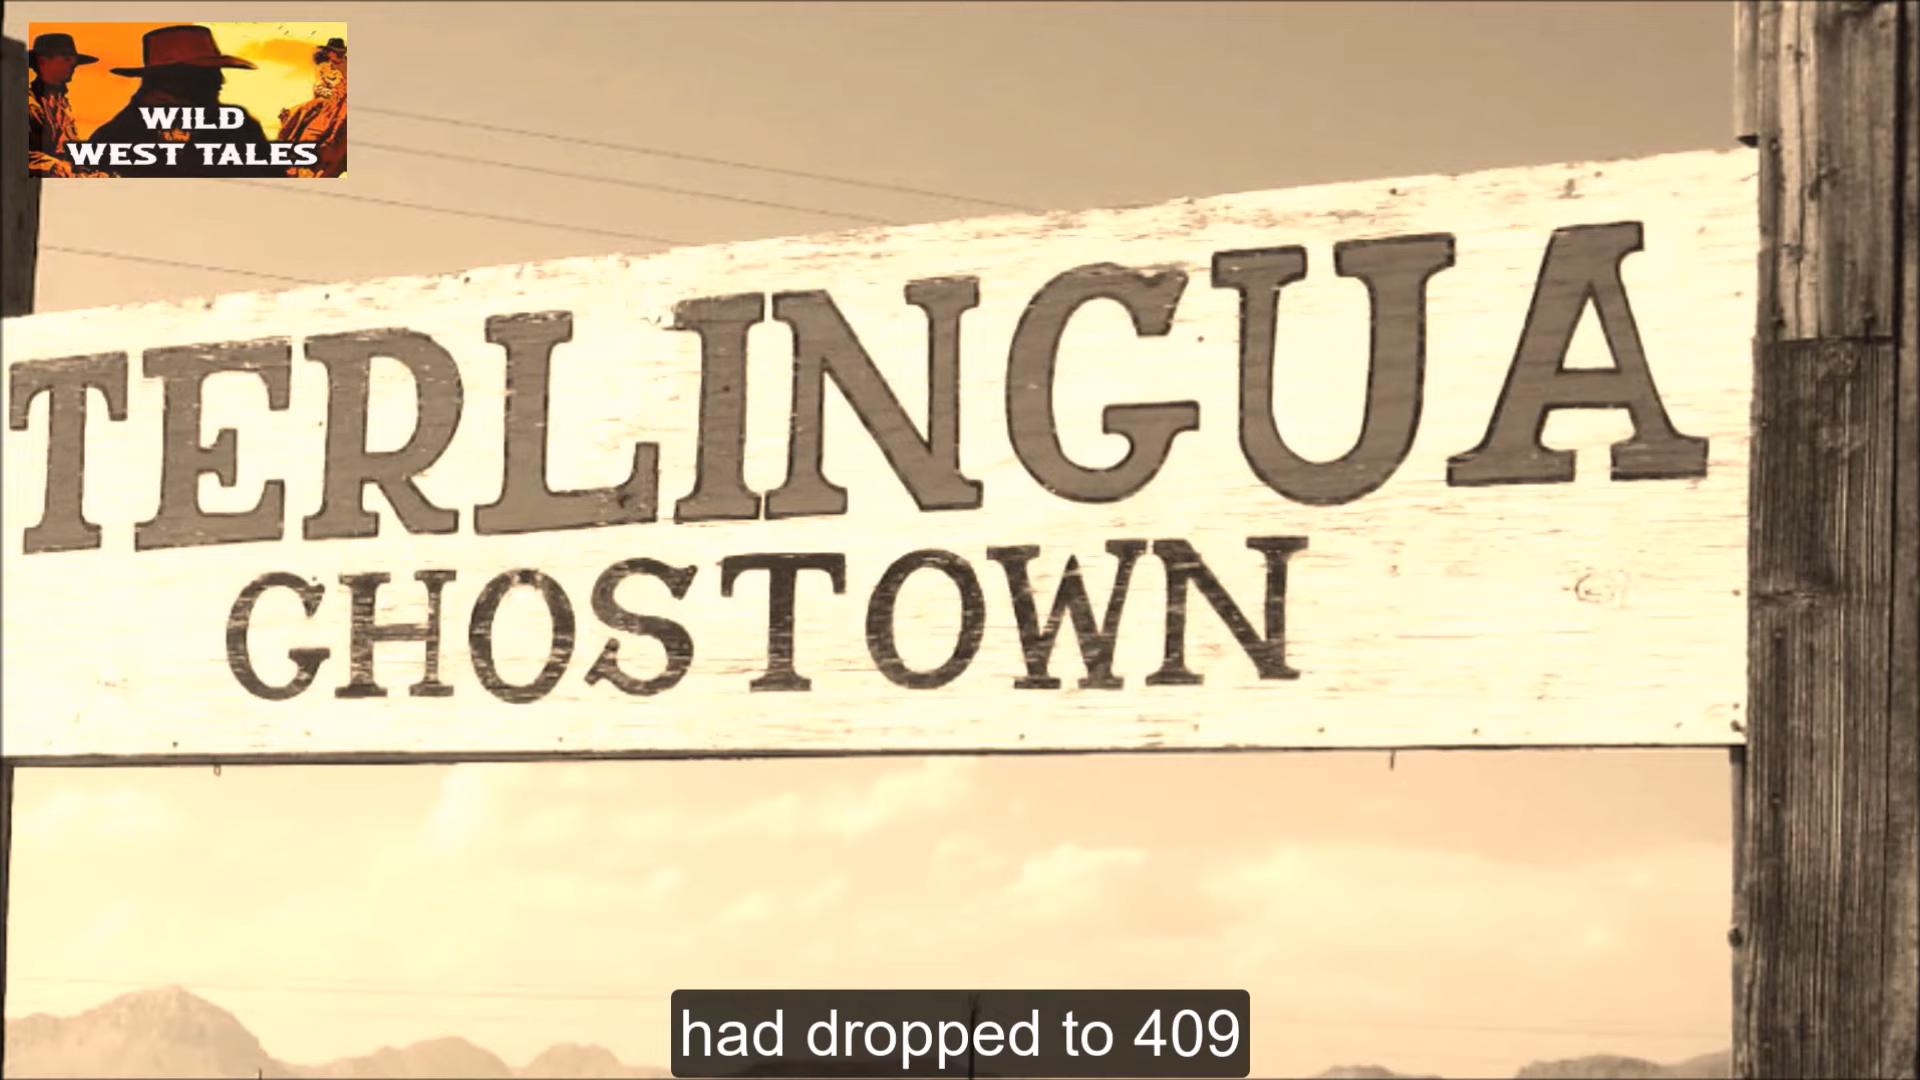 WILD
WEST TALES
TERLINGUA
GHOSTOWN
had dropped to 409